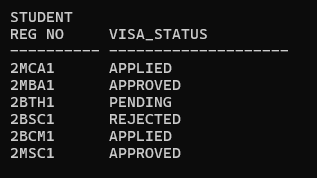 STUDENT
REG NO     VISA_STATUS
---------- --------------------
2MCA1      APPLIED
2MBA1      APPROVED
2BTH1      PENDING
2BSC1      REJECTED
2BCM1      APPLIED
2MSC1      APPROVED